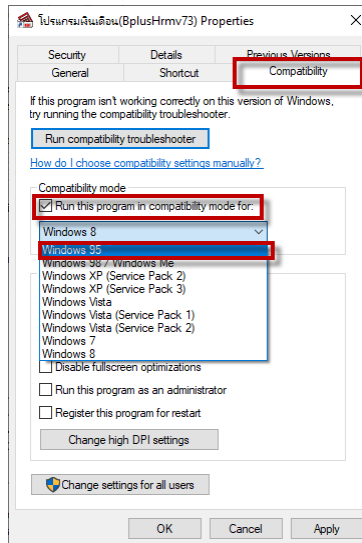 โปรแกรมเงินเดือน(BplusHrmv73) Properties
Security Details Previous Versions
General Shortcut Compatibility
If this program isn't working correctly on this version of Windows,
try running the compatibility troubleshooter.
Run compatibility troubleshooter
How do I choose compatibility settings manually?
Compatibility mode
Run this program in compatibility mode for:
Windows 8
Windows 95
Windows 98 / Windows Me
Windows XP (Service Pack 2)
Windows XP (Service Pack 3)
Windows Vista
Windows Vista (Service Pack 1)
Windows Vista (Service Pack 2)
Windows 7
Windows 8
Disable fullscreen optimizations
Run this program as an administrator
Register this program for restart
Change high DPI settings
Change settings for all users
OK Cancel Apply